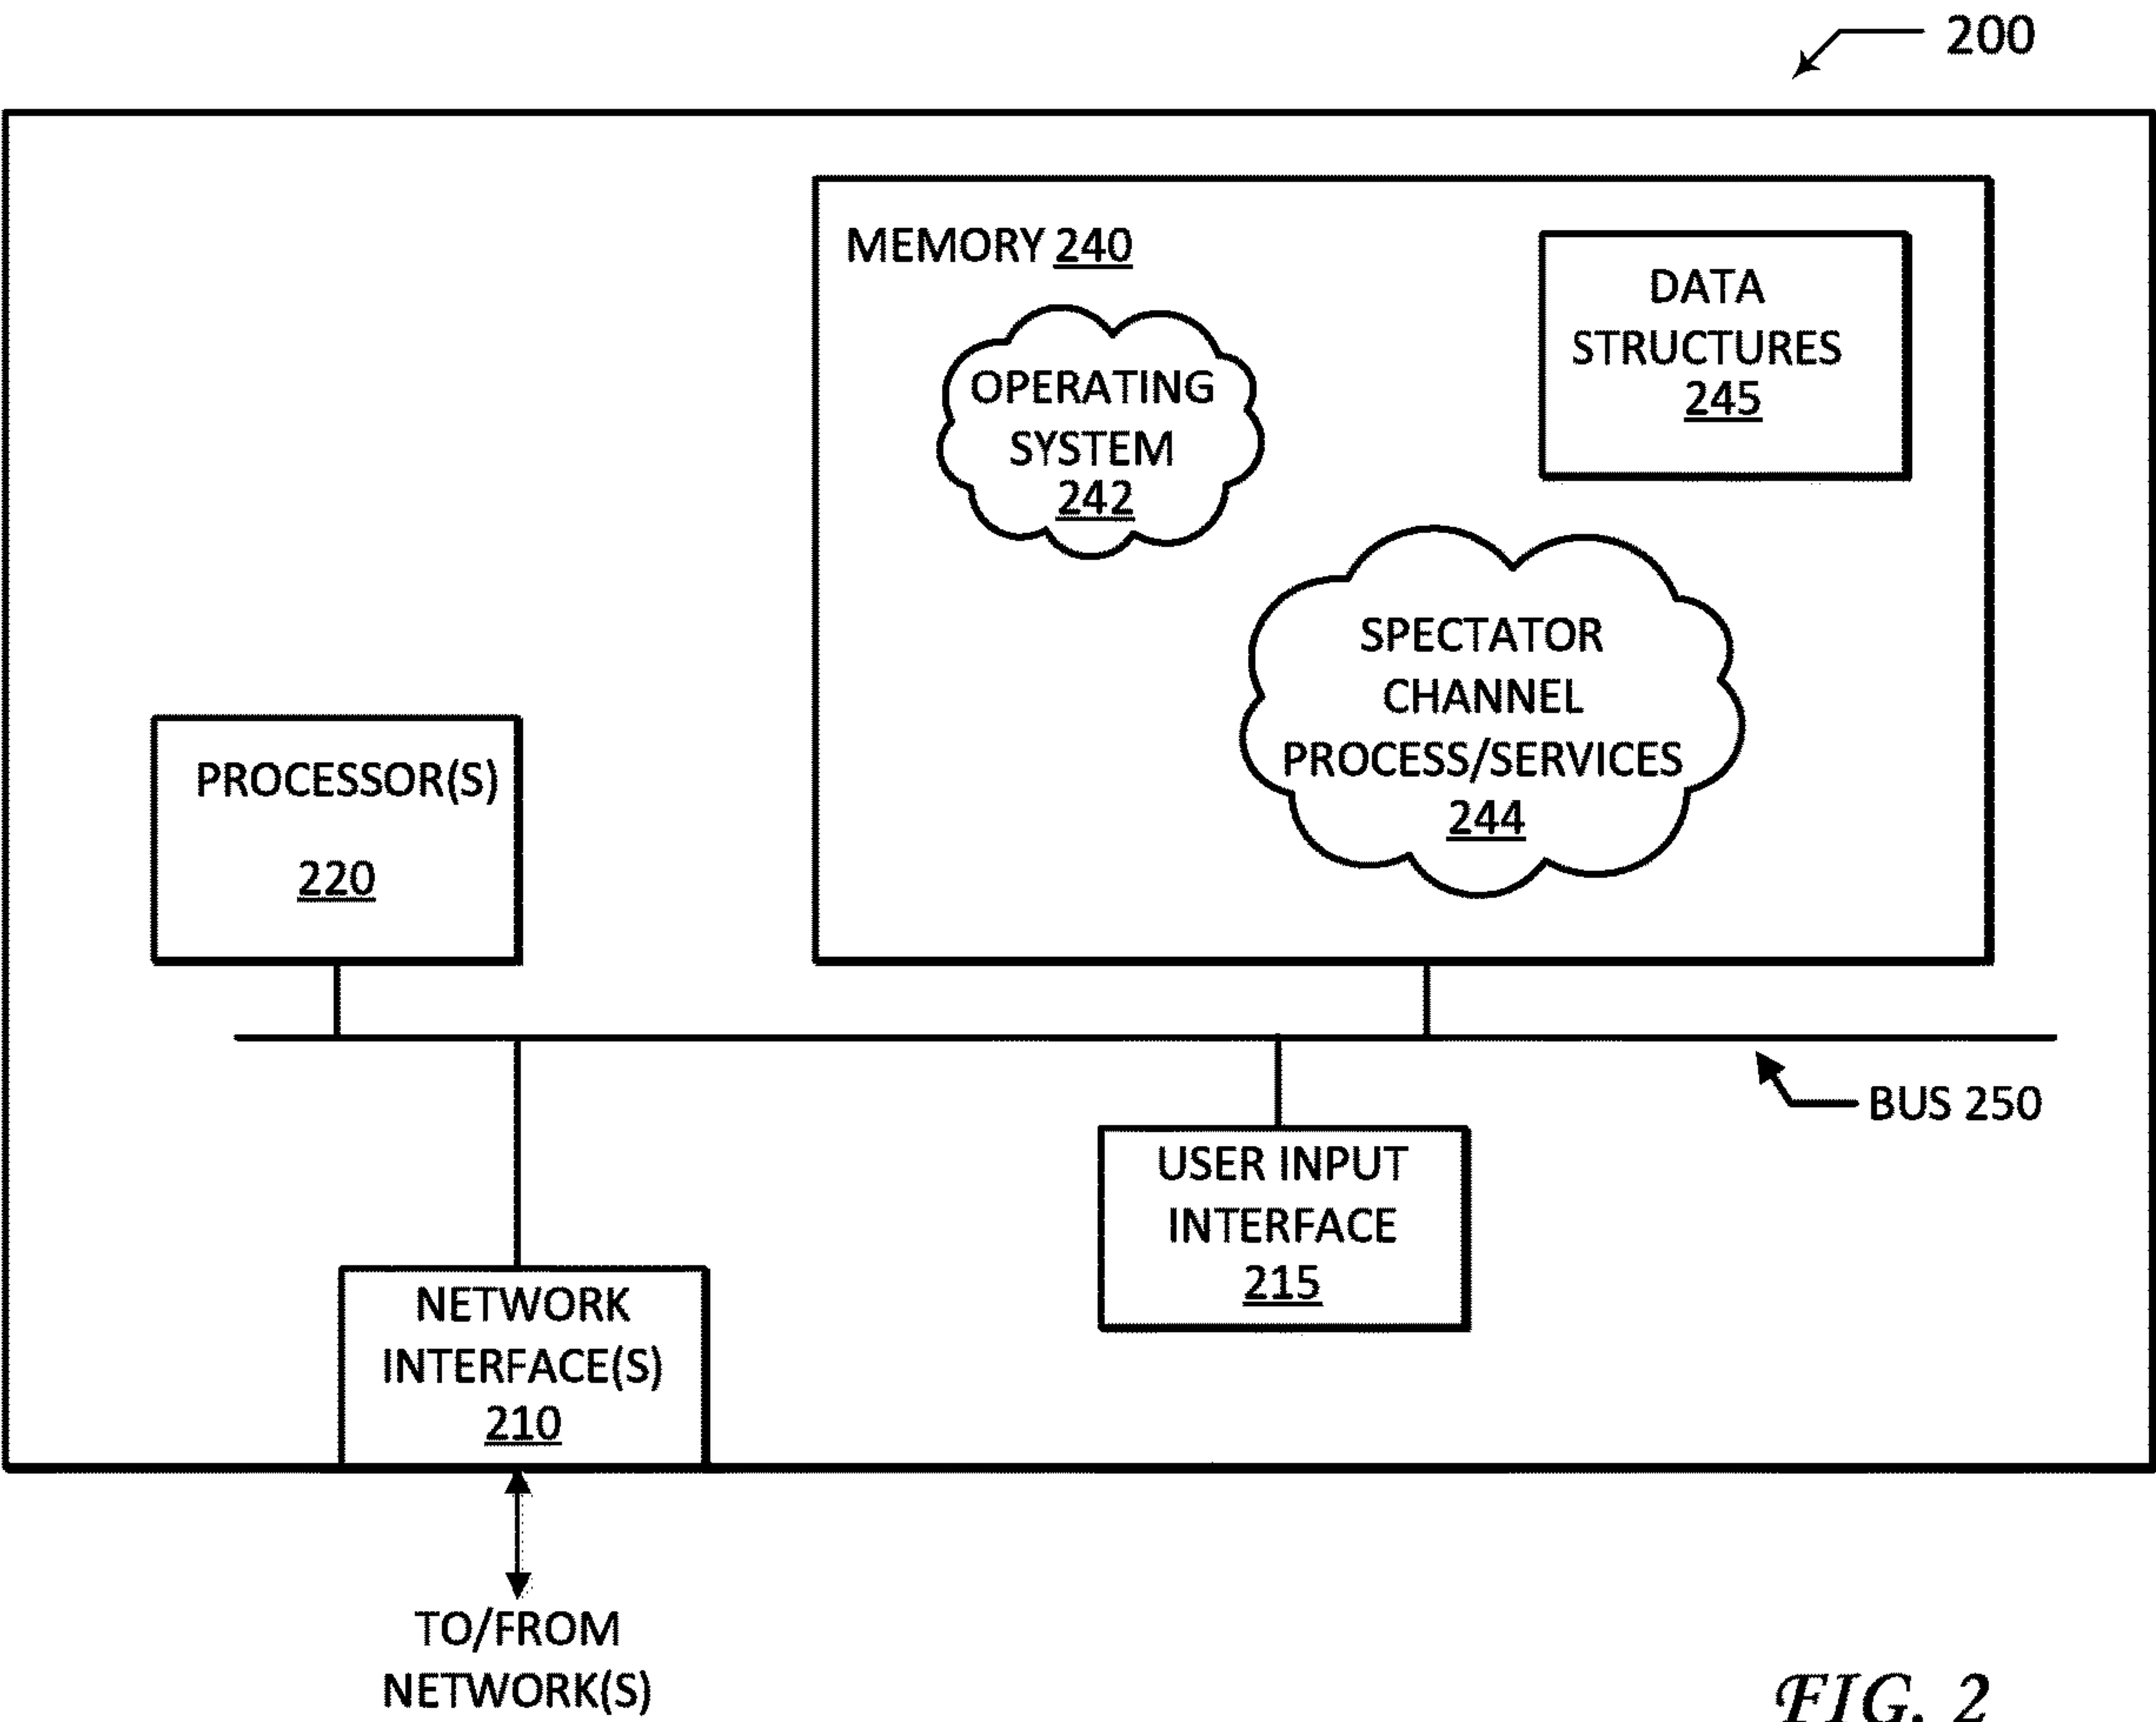 200
MEMORY 240
DATA
STRUCTURES
245
OPERATING
SYSTEM
242
SPECTATOR
CHANNEL
PROCESS/SERVICES
244
PROCESSOR(S)
220
BUS 250
USER INPUT
INTERFACE
215
NETWORK
INTERFACE(S)
210
TO/FROM
NETWORK(S)
FIG. 2